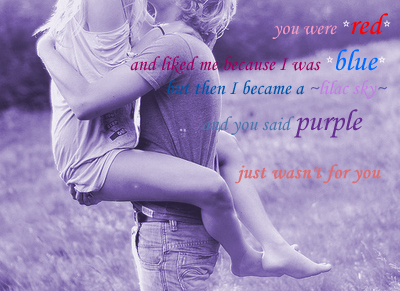 you were *red*
and liked me because I was *blue*
but then I became a ~lilac sky~
and you said purple
just wasn't for you